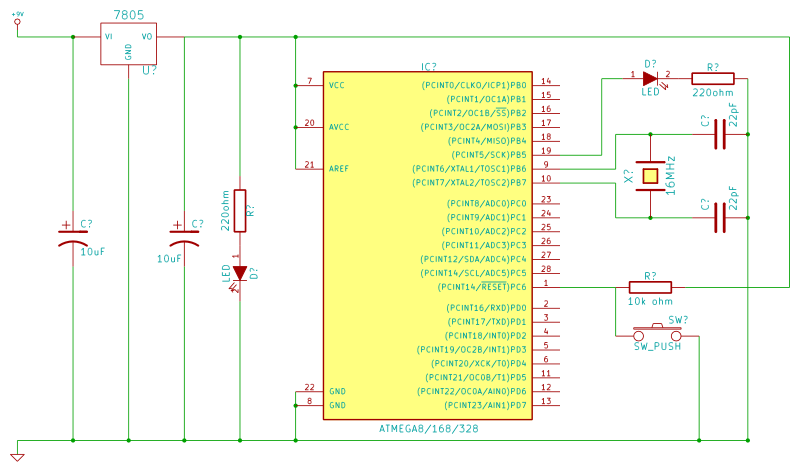 +9V
7805
VI
VO
GND
U?
C?
10uF
C?
10uF
220ohm
R?
LED
1
2
D?
IC?
7
VCC
20
AVCC
21
AREF
22
GND
8
GND
(PCINT0/CLKO/ICP1)PB0
14
(PCINT1/OC1A)PB1
15
(PCINT2/OC1B/SS)PB2
16
(PCINT3/OC2A/MOSI)PB3
17
(PCINT4/MISO)PB4
18
(PCINT5/SCK)PB5
19
(PCINT6/XTAL1/TOSC1)PB6
9
(PCINT7/XTAL2/TOSC2)PB7
10
(PCINT8/ADC0)PC0
23
(PCINT9/ADC1)PC1
24
(PCINT10/ADC2)PC2
25
(PCINT11/ADC3)PC3
26
(PCINT12/SDA/ADC4)PC4
27
(PCINT14/SCL/ADC5)PC5
28
(PCINT14/RESET)PC6
1
(PCINT16/RXD)PD0
2
(PCINT17/TXD)PD1
3
(PCINT18/INT0)PD2
4
(PCINT19/OC2B/INT1)PD3
5
(PCINT20/XCK/T0)PD4
6
(PCINT21/OC0B/T1)PD5
11
(PCINT22/OC0A/AIN0)PD6
12
(PCINT23/AIN1)PD7
13
ATMEGA8/168/328
D?
1
2
LED
R?
220ohm
C?
22pF
X?
16MHz
C?
22pF
R?
10k ohm
SW?
SW_PUSH